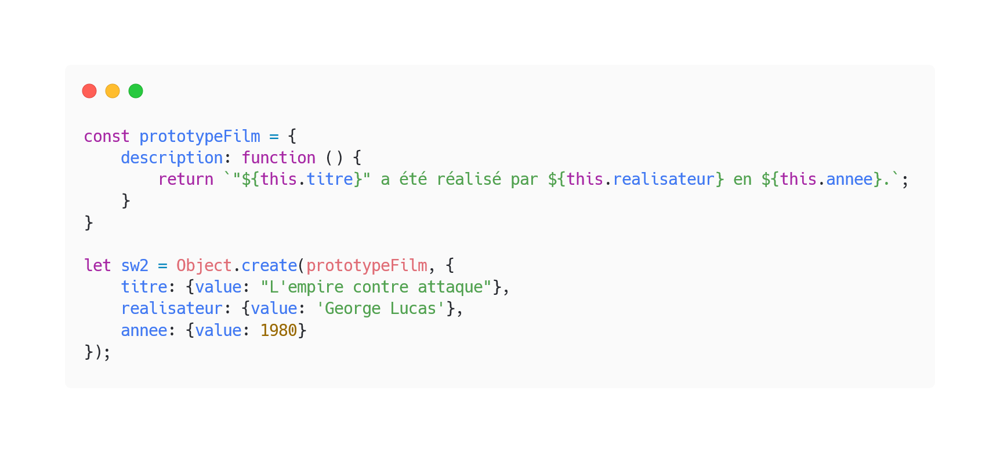 const prototypeFilm = {
    description: function () {
        return `"${this.titre}" a été réalisé par ${this.realisateur} en ${this.annee}.`;
    }
}

let sw2 = Object.create(prototypeFilm, {
    titre: {value: "L'empire contre attaque"},
    realisateur: {value: 'George Lucas'},
    annee: {value: 1980}
});